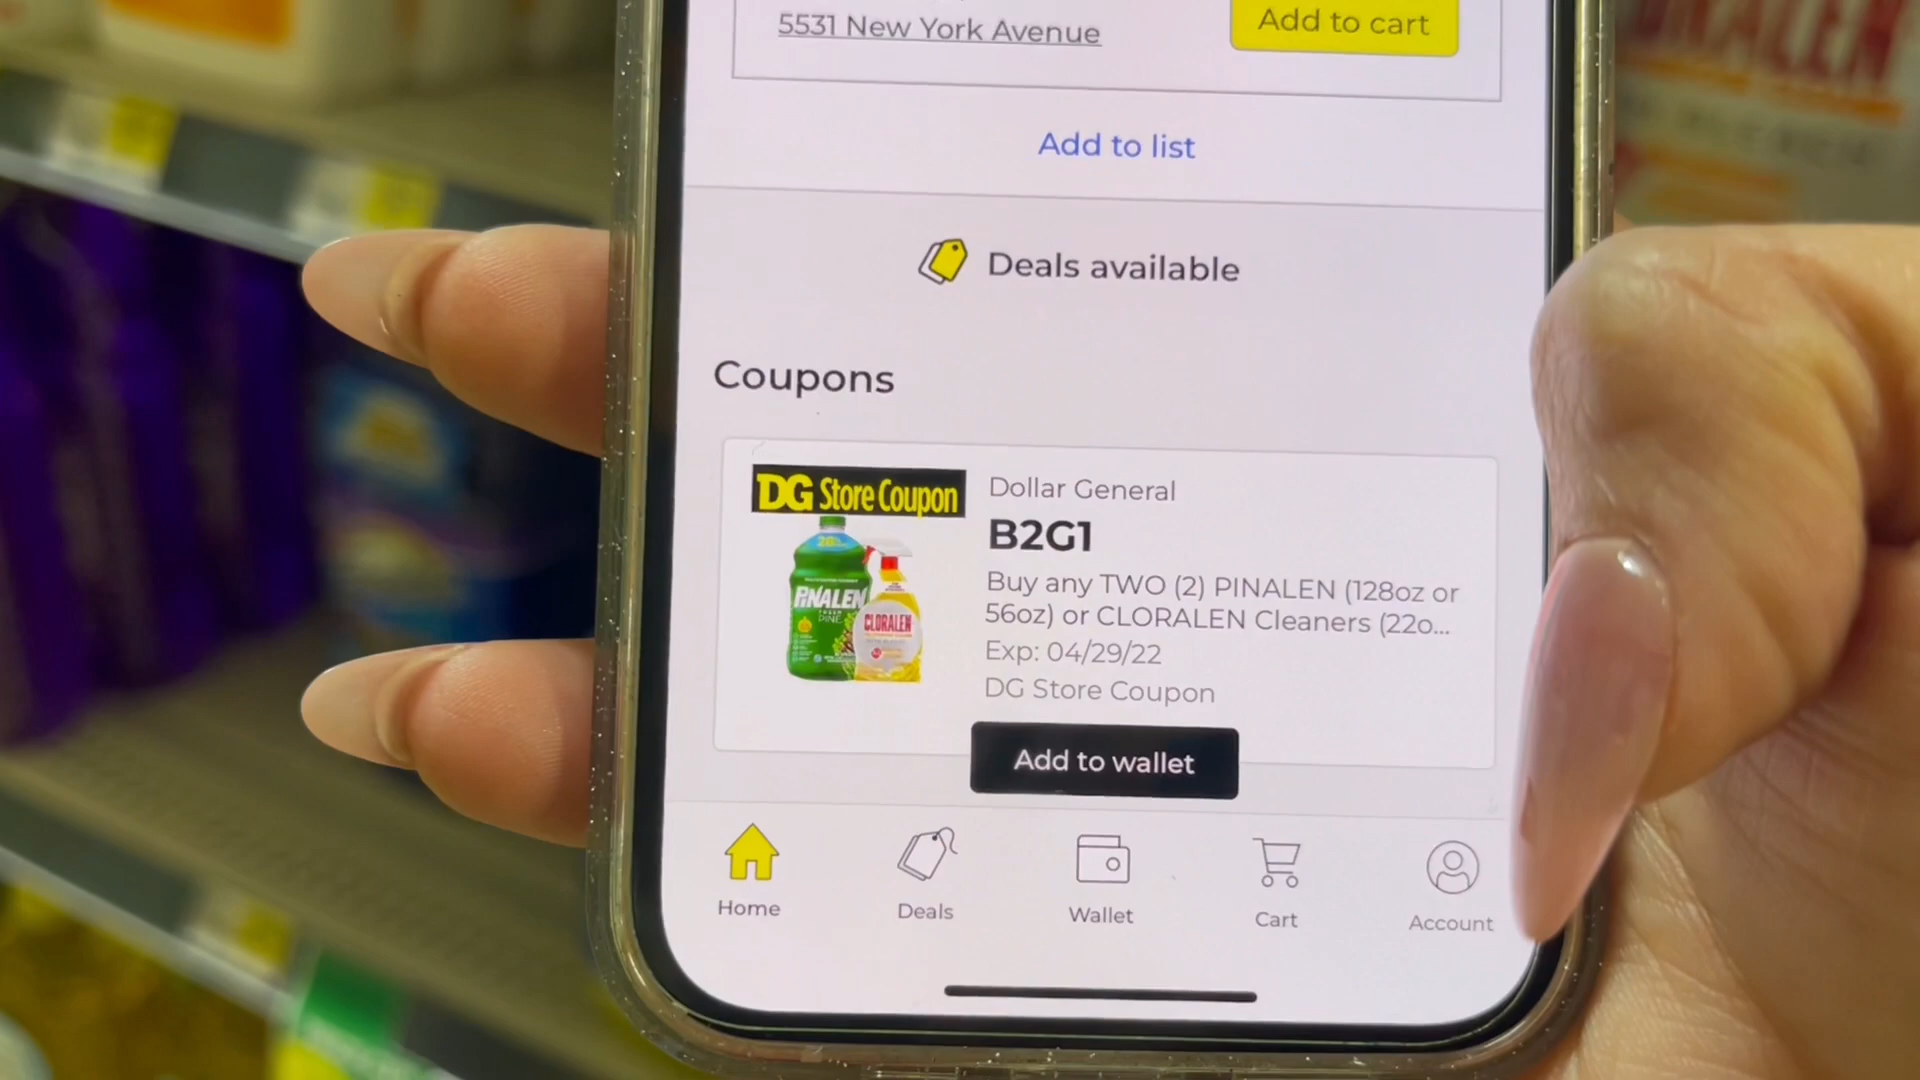 5531 New York Avenue
Add to cart
Add to list
Deals available
Coupons
DG Store Coupon
PINALEN
PINE
CLORALEN
Dollar General
B2G1
Buy any TWO (2) PINALEN (128oz or
56oz) or CLORALEN Cleaners (22o...
Exp: 04/29/22
DG Store Coupon
Add to wallet
Home
Deals
Wallet
Cart
Account